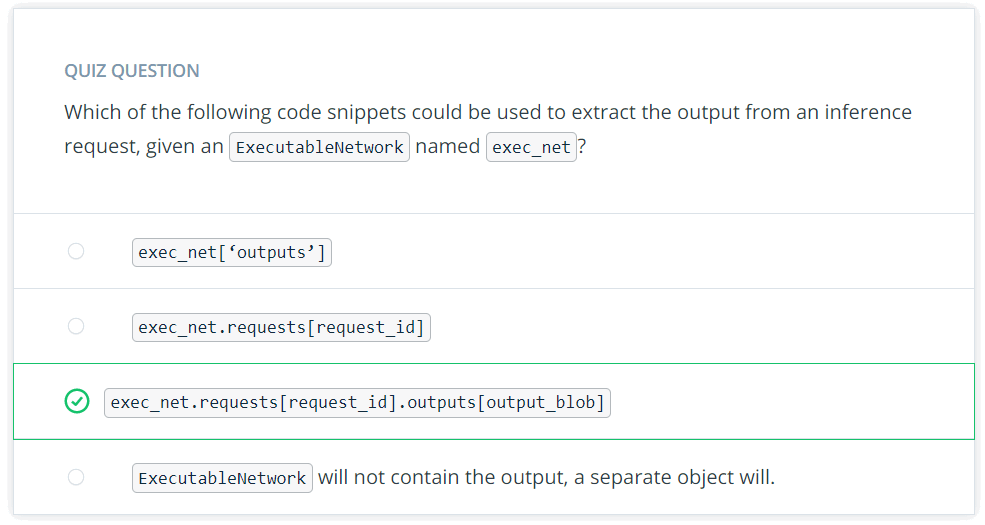 QUIZ QUESTION
Which of the following code snippets could be used to extract the output from an inference
request, given an ExecutableNetwork named exec_net?
exec_net[‘outputs’]
exec_net.requests[request_id]
exec_net.requests[request_id].outputs[output_blob]
ExecutableNetwork will not contain the output, a separate object will.